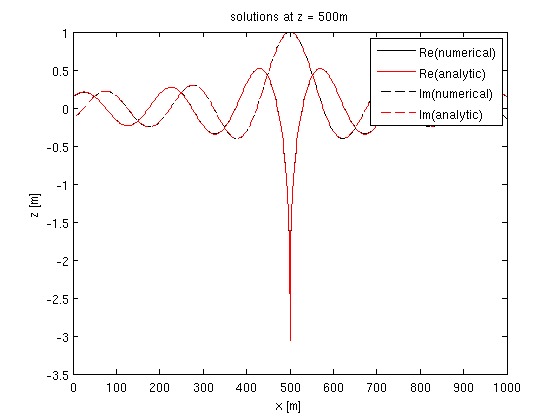 solutions at z = 500m
Re(numerical)
Re(analytic)
Im(numerical)
Im(analytic)
1
0.5
0
-0.5
-1
-1.5
-2
-2.5
-3
-3.5
z [m]
0 100 200 300 400 500 600 700 800 900 1000
x [m]